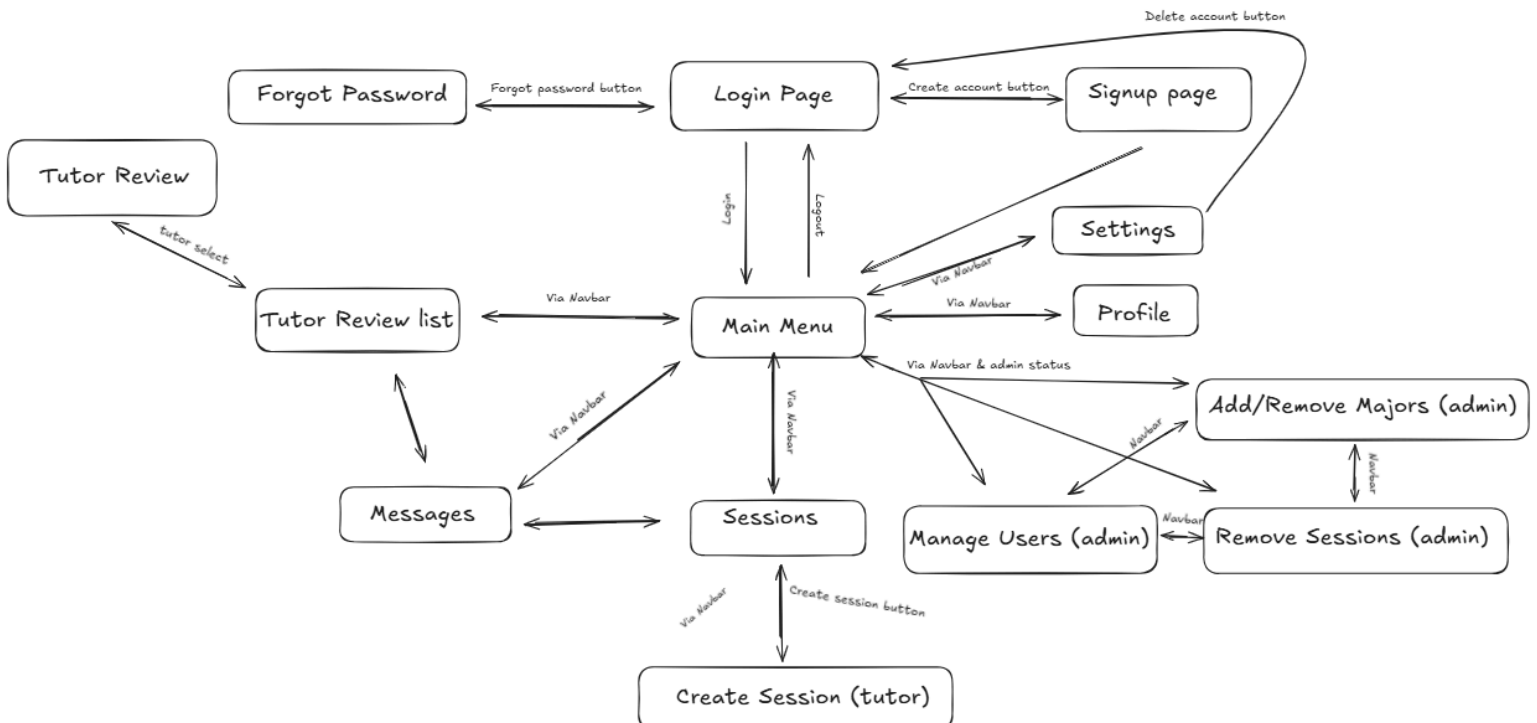 Delete account button
Forgot Password
Forgot password button
Login Page
Create account button
Signup page
Tutor Review
tutor select
Login
Logout
Settings
Via Navbar
Tutor Review list
Via Navbar
Main Menu
Via Navbar
Profile
Via Navbar & admin status
Add/Remove Majors (admin)
Via Navbar
Via Navbar
Navbar
Navbar
Messages
Sessions
Manage Users (admin)
Navbar
Remove Sessions (admin)
Via Navbar
Create session button
Create Session (tutor)